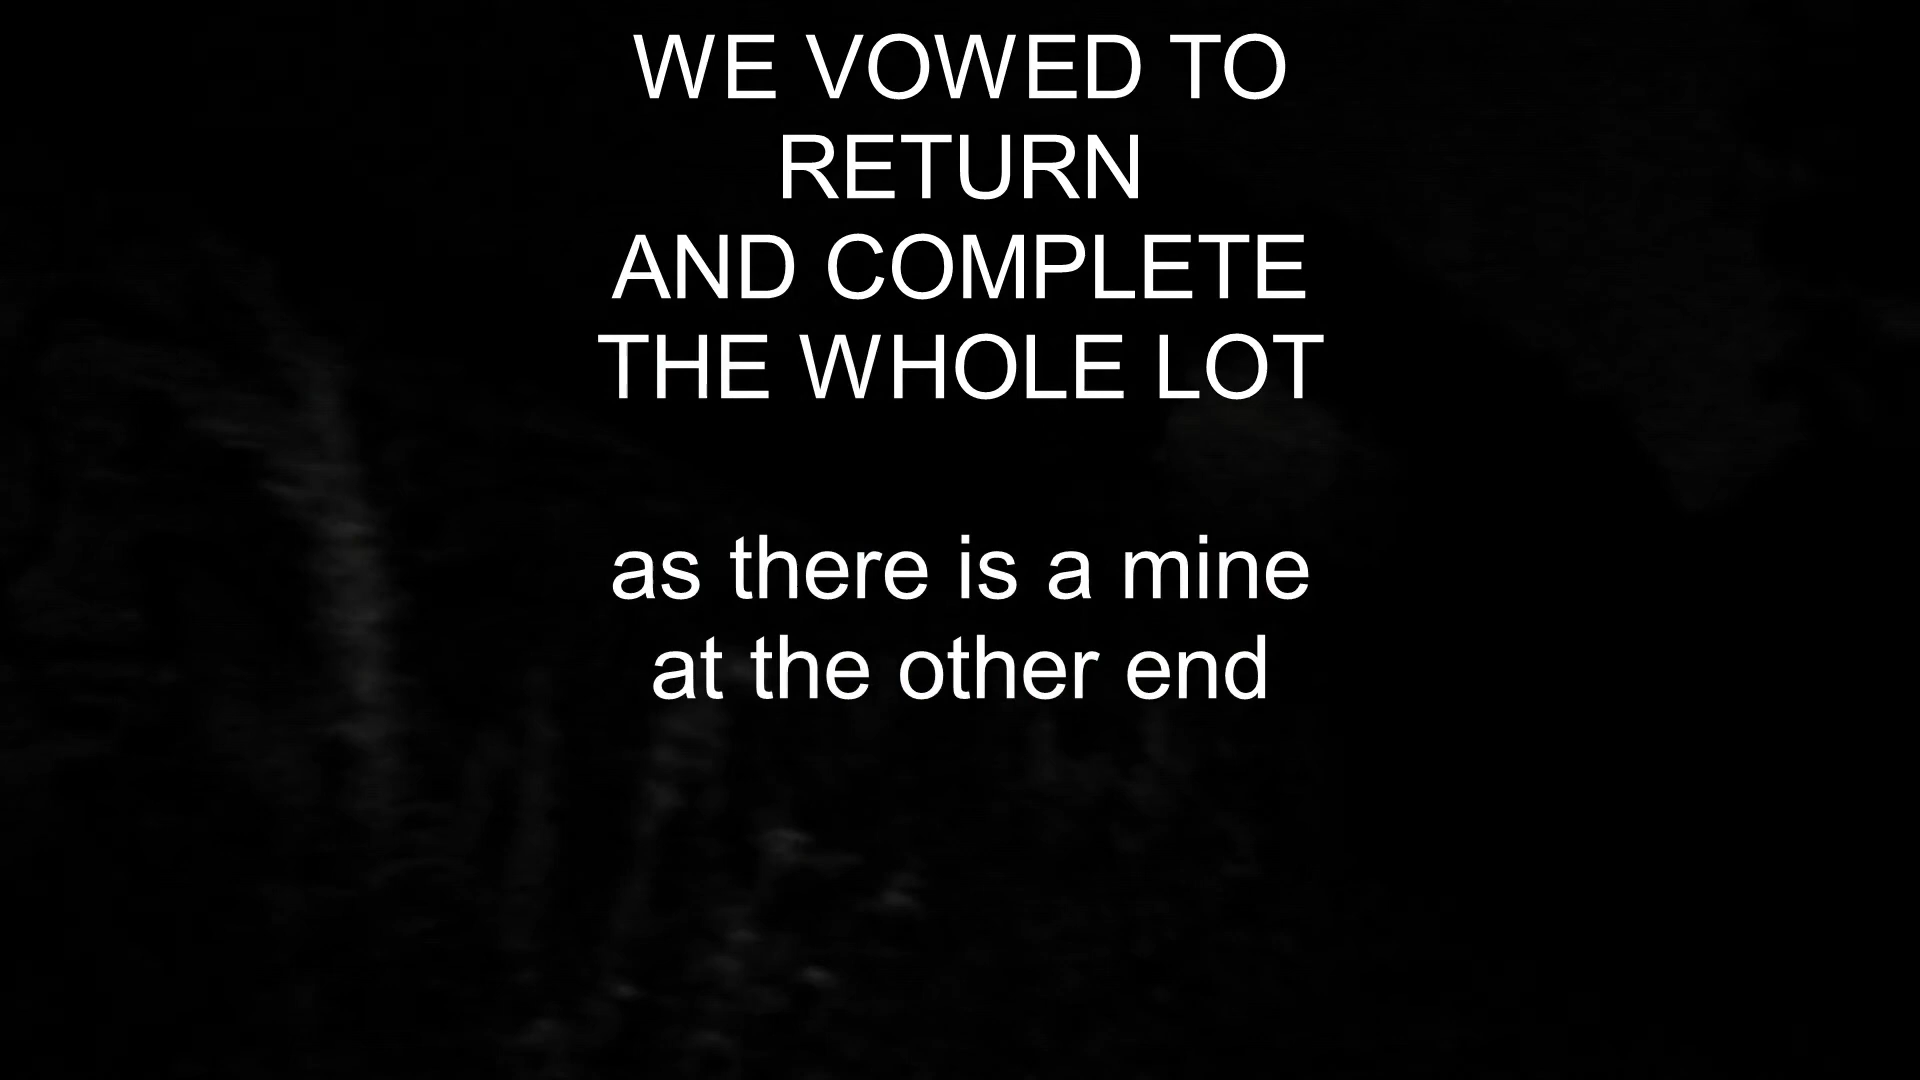 WE VOWED TO
RETURN
AND COMPLETE
THE WHOLE LOT
as there is a mine
at the other end